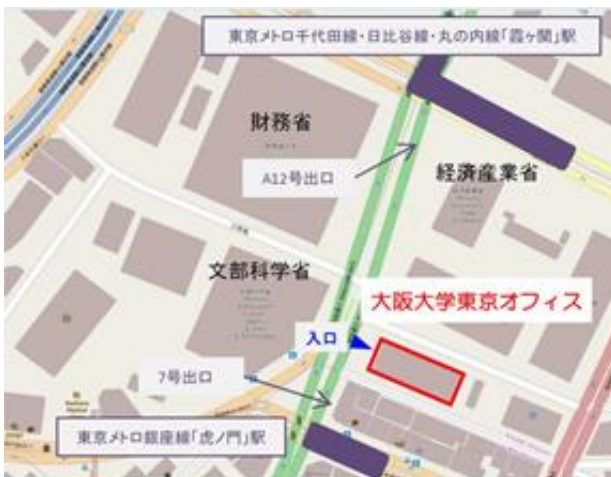 東京メトロ千代田線・日比谷線・丸の内線「霞ヶ関」駅
財務省
A12号出口
経済産業省
文部科学省
大阪大学東京オフィス
入口
7号出口
東京メトロ銀座線「虎ノ門」駅